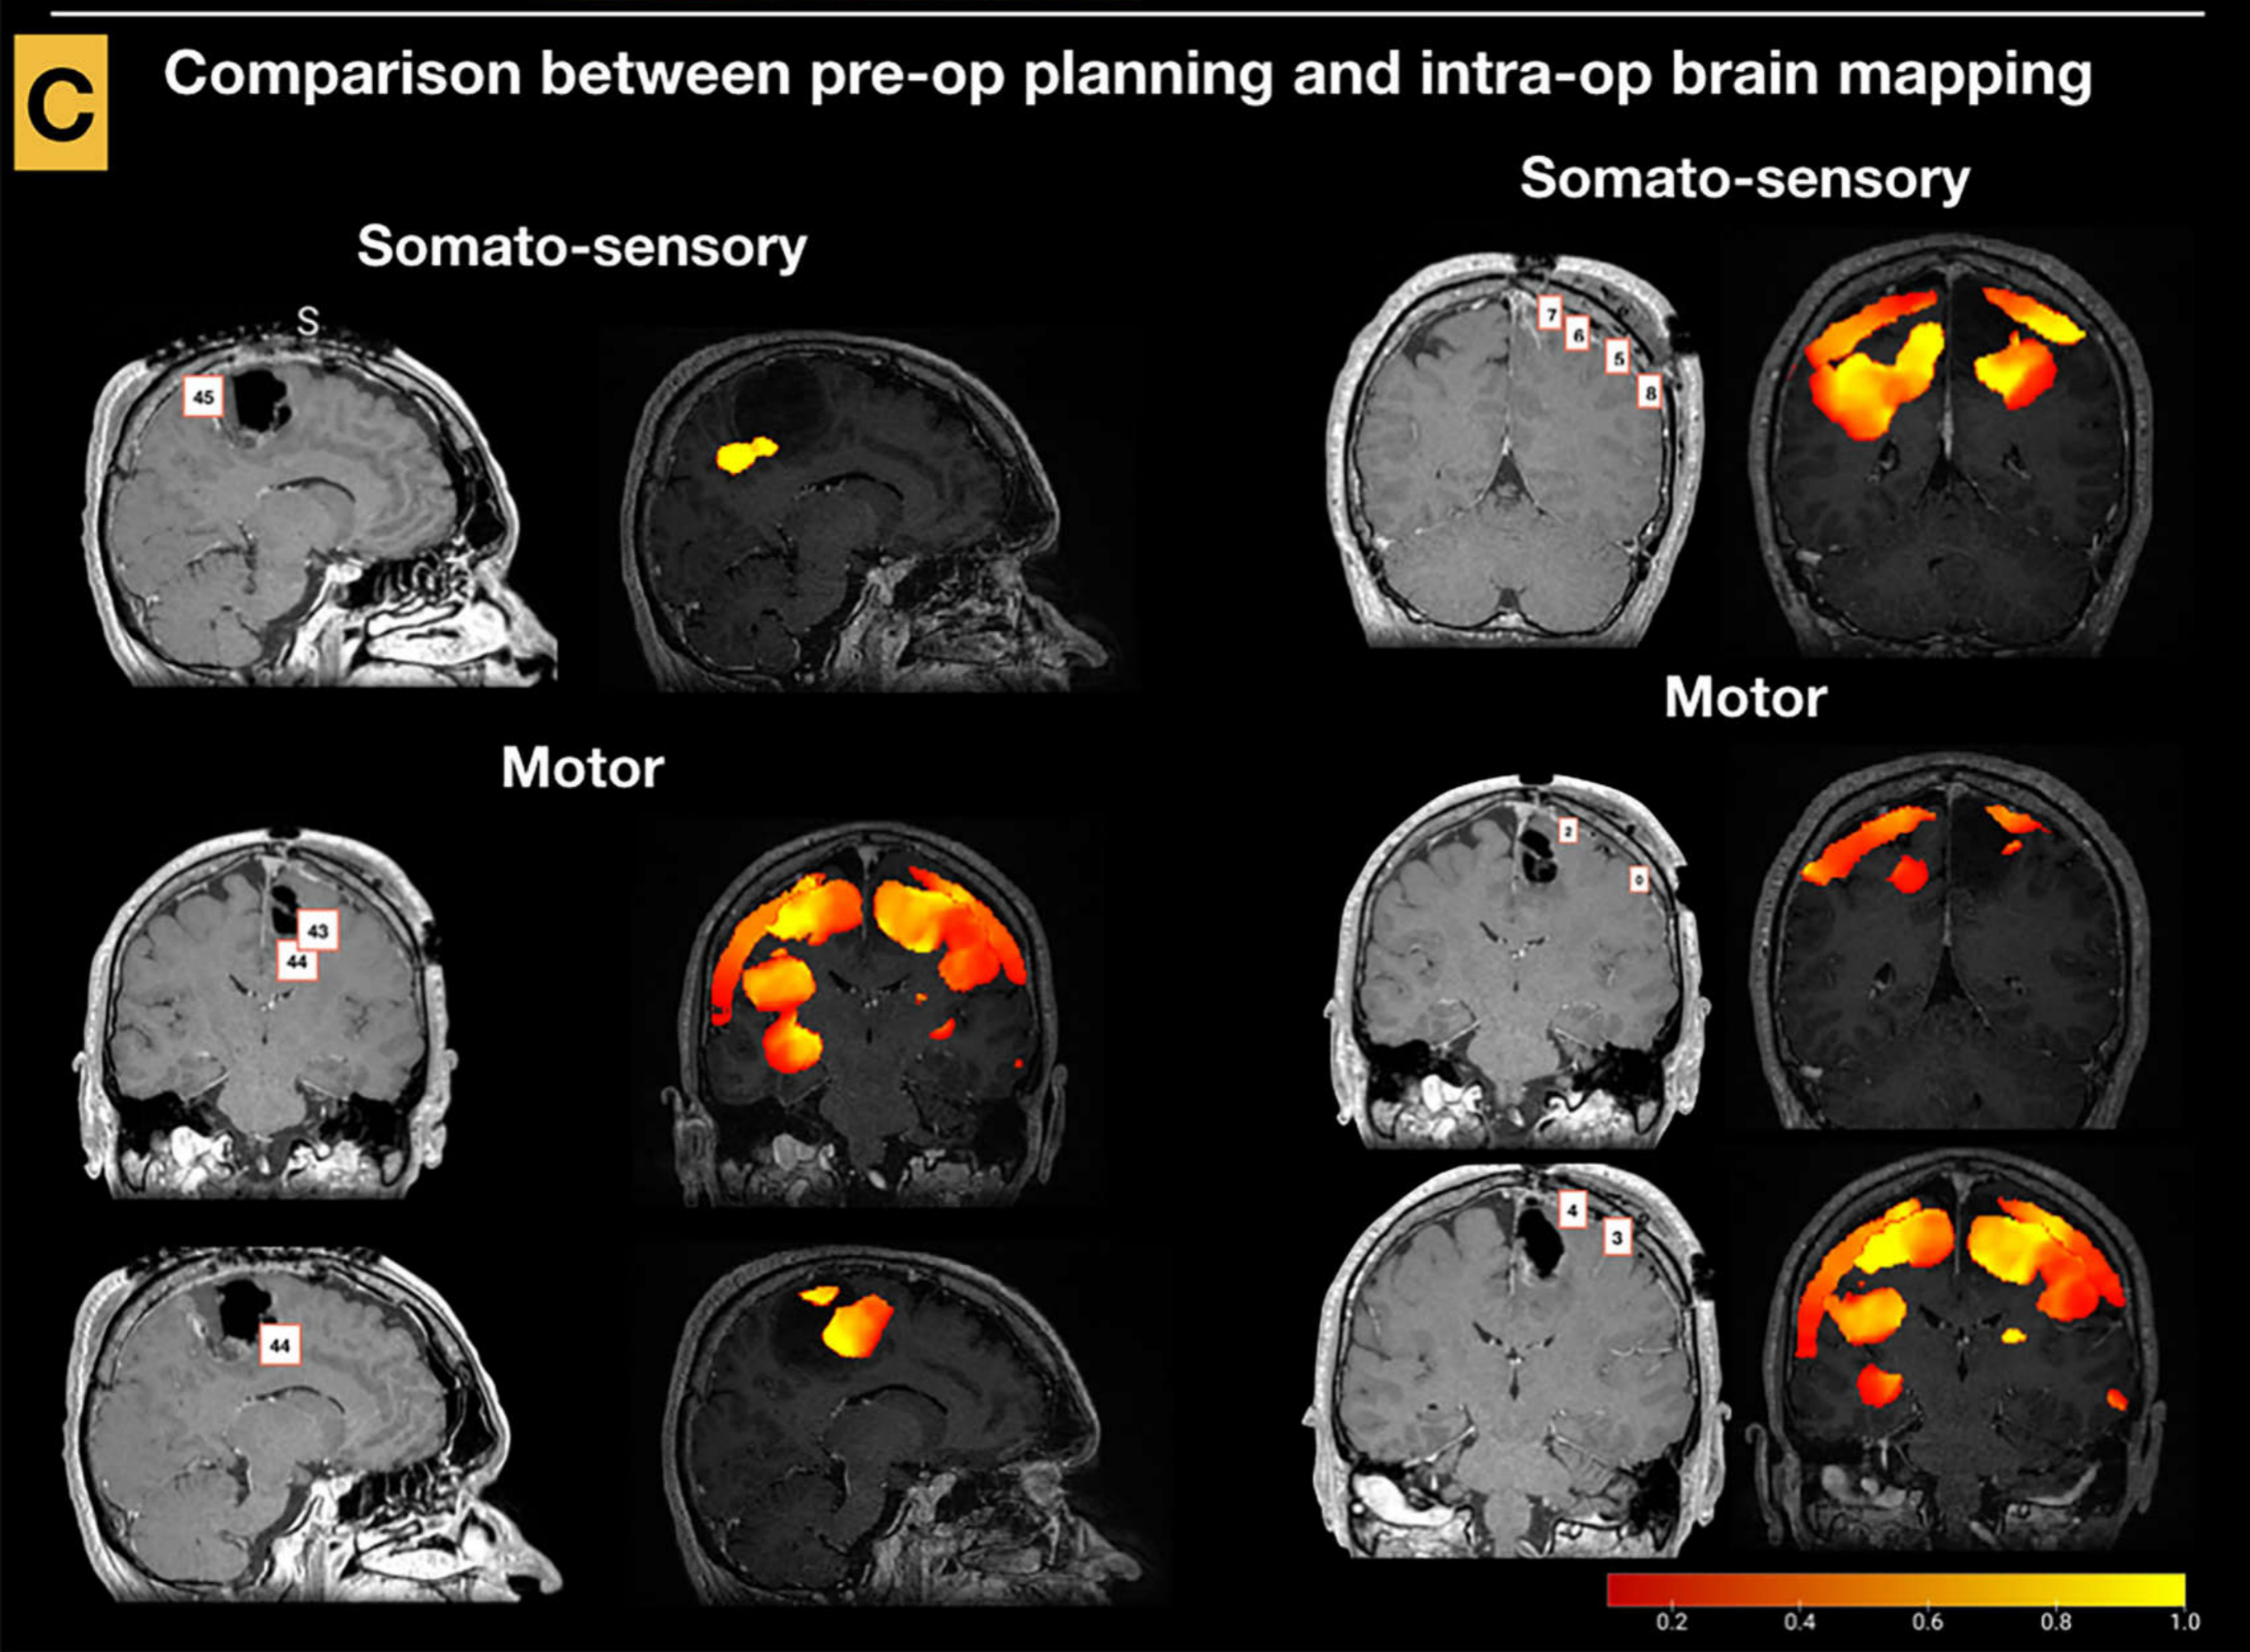 C
Comparison between pre-op planning and intra-op brain mapping
Somato-sensory
S
45
Motor
43
44
44
Somato-sensory
7
6
5
8
Motor
2
0
4
3
0.2 0.4 0.6 0.8 1.0